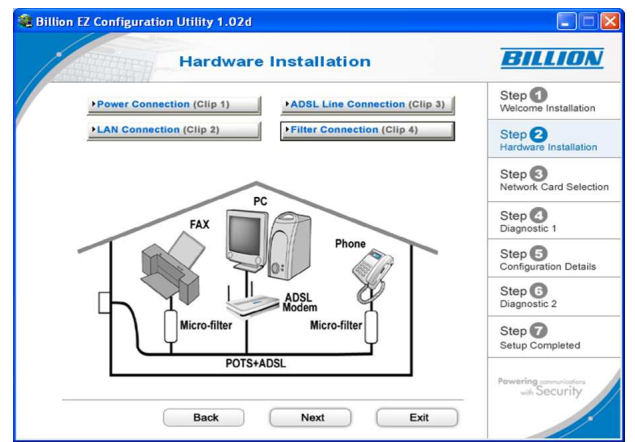 Billion EZ Configuration Utility 1.02d
Hardware Installation
BILLION
Power Connection (Clip 1)
ADSL Line Connection (Clip 3)
LAN Connection (Clip 2)
Filter Connection (Clip 4)
PC
FAX
Phone
ADSL
Modem
Micro-filter
Micro-filter
POTS+ADSL
Step 1
Welcome Installation
Step 2
Hardware Installation
Step 3
Network Card Selection
Step 4
Diagnostic 1
Step 5
Configuration Details
Step 6
Diagnostic 2
Step 7
Setup Completed
Powering communications
with Security
Back
Next
Exit